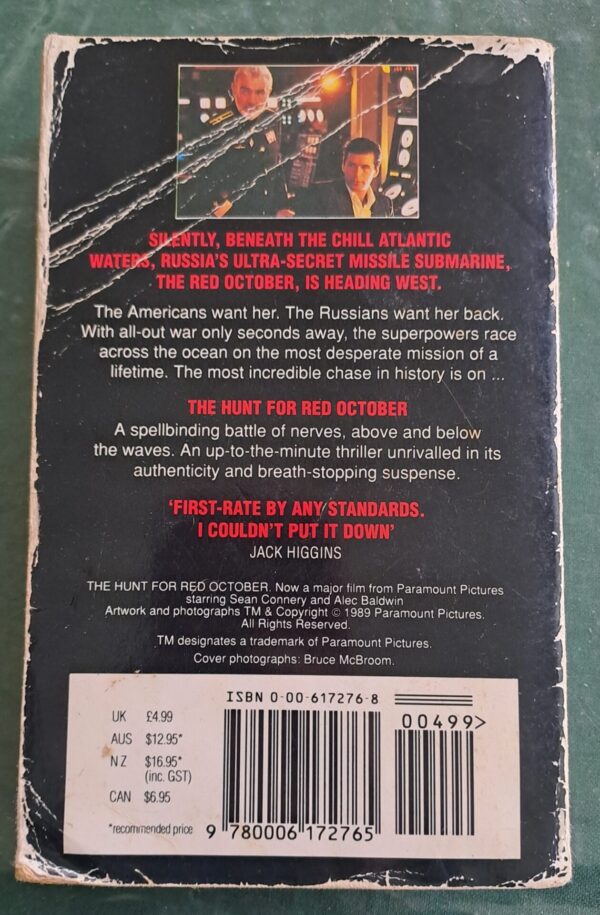 SILENTLY, BENEATH THE CHILL ATLANTIC
WATERS, RUSSIA'S ULTRA-SECRET MISSILE SUBMARINE,
THE RED OCTOBER, IS HEADING WEST.
The Americans want her. The Russians want her back.
With all-out war only seconds away, the superpowers race
across the ocean on the most desperate mission of a
lifetime. The most incredible chase in history is on ...
THE HUNT FOR RED OCTOBER
A spellbinding battle of nerves, above and below
the waves. An up-to-the-minute thriller unrivalled in its
authenticity and breath-stopping suspense.
'FIRST-RATE BY ANY STANDARDS.
I COULDN'T PUT IT DOWN'
JACK HIGGINS
THE HUNT FOR RED OCTOBER. Now a major film from Paramount Pictures
starring Sean Connery and Alec Baldwin
Artwork and photographs TM & Copyright © 1989 Paramount Pictures.
All Rights Reserved.
TM designates a trademark of Paramount Pictures.
Cover photographs: Bruce McBroom.
ISBN 0-00-617276-8
00499>
UK £4.99
AUS $12.95*
NZ $16.95*
(inc. GST)
CAN $6.95
*recommended price
9 780006 172765